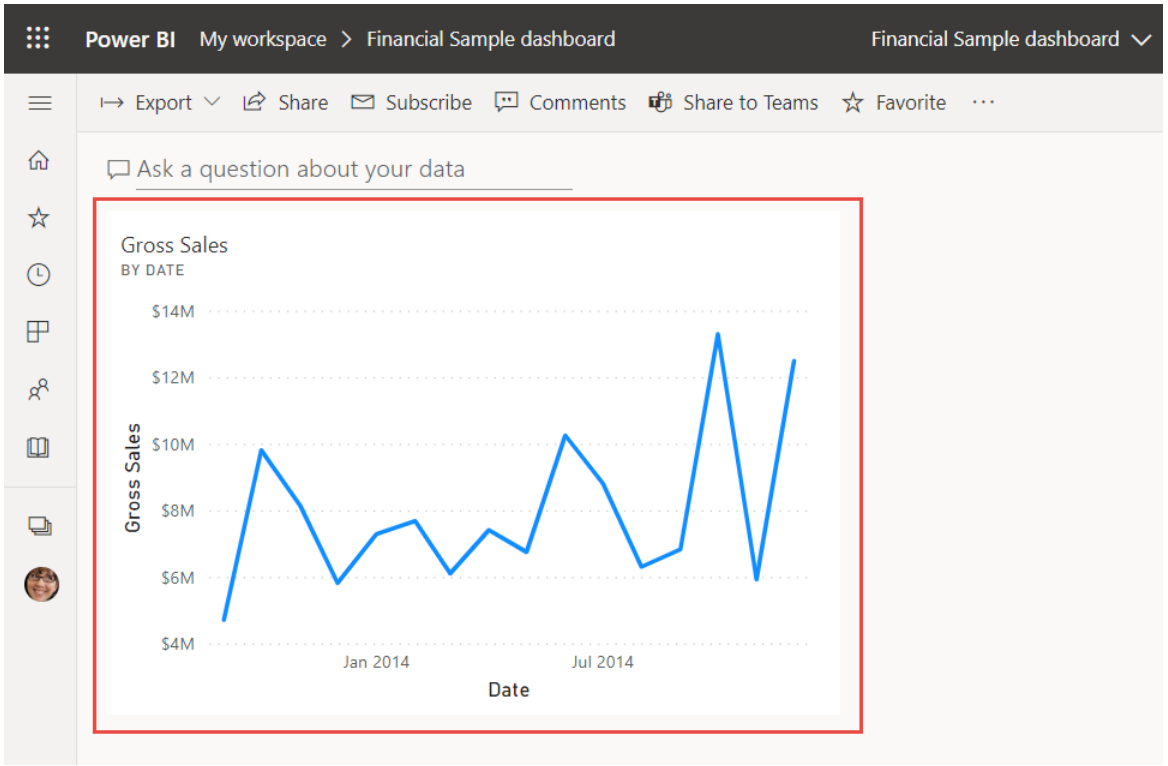 Power BI My workspace > Financial Sample dashboard Financial Sample dashboard
Export Share Subscribe Comments Share to Teams Favorite ...
Ask a question about your data
Gross Sales
BY DATE
$14M
$12M
$10M
$8M
$6M
$4M
Gross Sales
Jan 2014 Jul 2014
Date